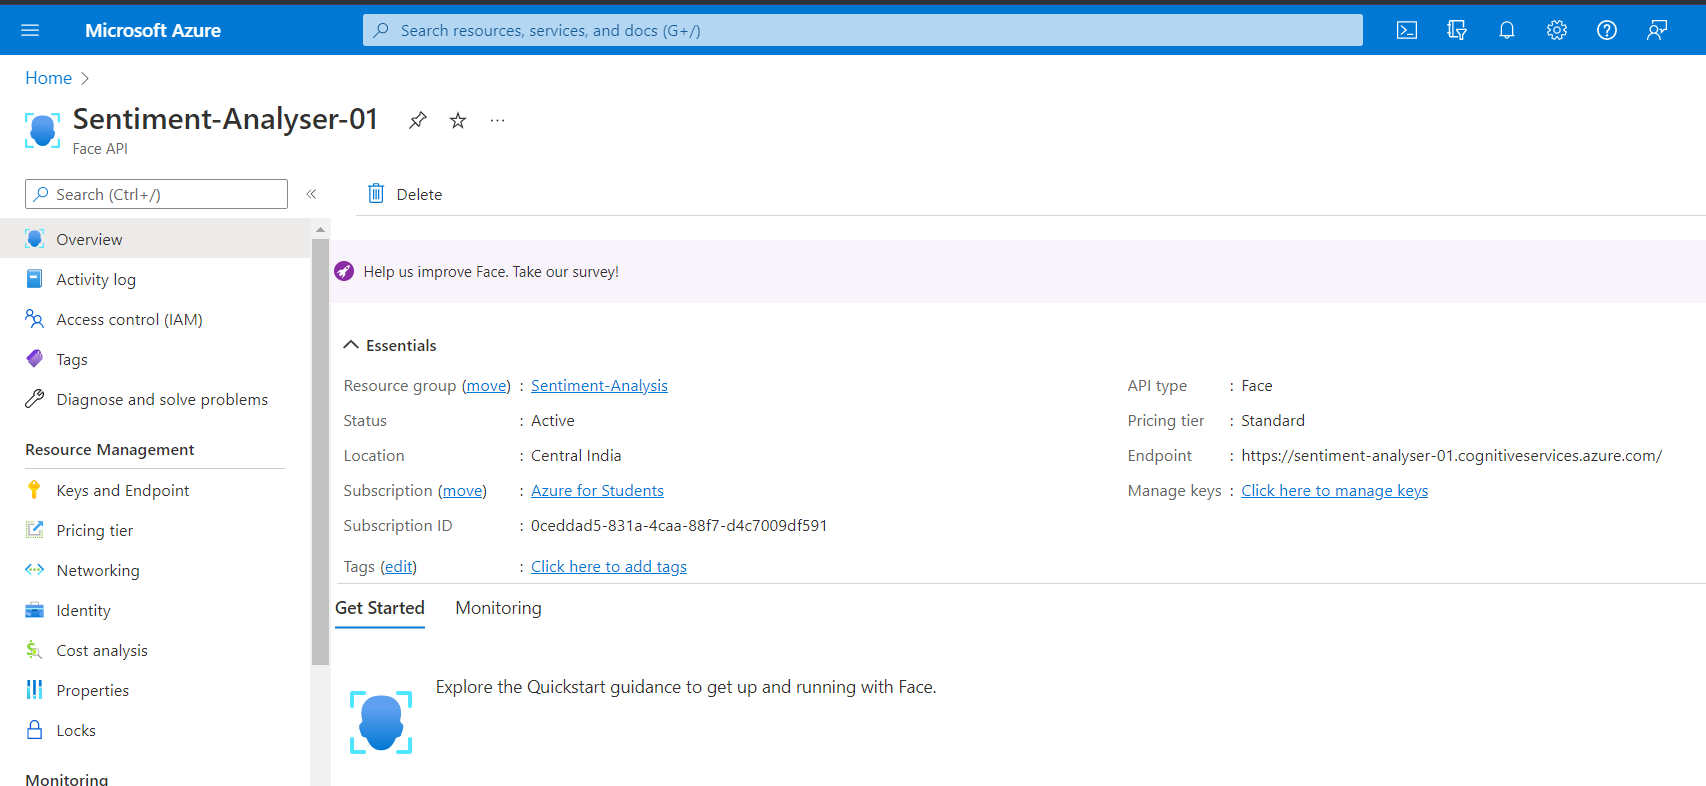 Microsoft Azure
Search resources, services, and docs (G+/)
Home
Sentiment-Analyser-01
Face API
Search (Ctrl+/)
Delete
Overview
Activity log
Access control (IAM)
Tags
Diagnose and solve problems
Resource Management
Keys and Endpoint
Pricing tier
Networking
Identity
Cost analysis
Properties
Locks
Monitoring
Help us improve Face. Take our survey!
Essentials
Resource group (move) : Sentiment-Analysis
Status : Active
Location : Central India
Subscription (move) : Azure for Students
Subscription ID : 0ceddad5-831a-4caa-88f7-d4c7009df591
Tags (edit) : Click here to add tags
API type : Face
Pricing tier : Standard
Endpoint : https://sentiment-analyser-01.cognitiveservices.azure.com/
Manage keys : Click here to manage keys
Get Started Monitoring
Explore the Quickstart guidance to get up and running with Face.